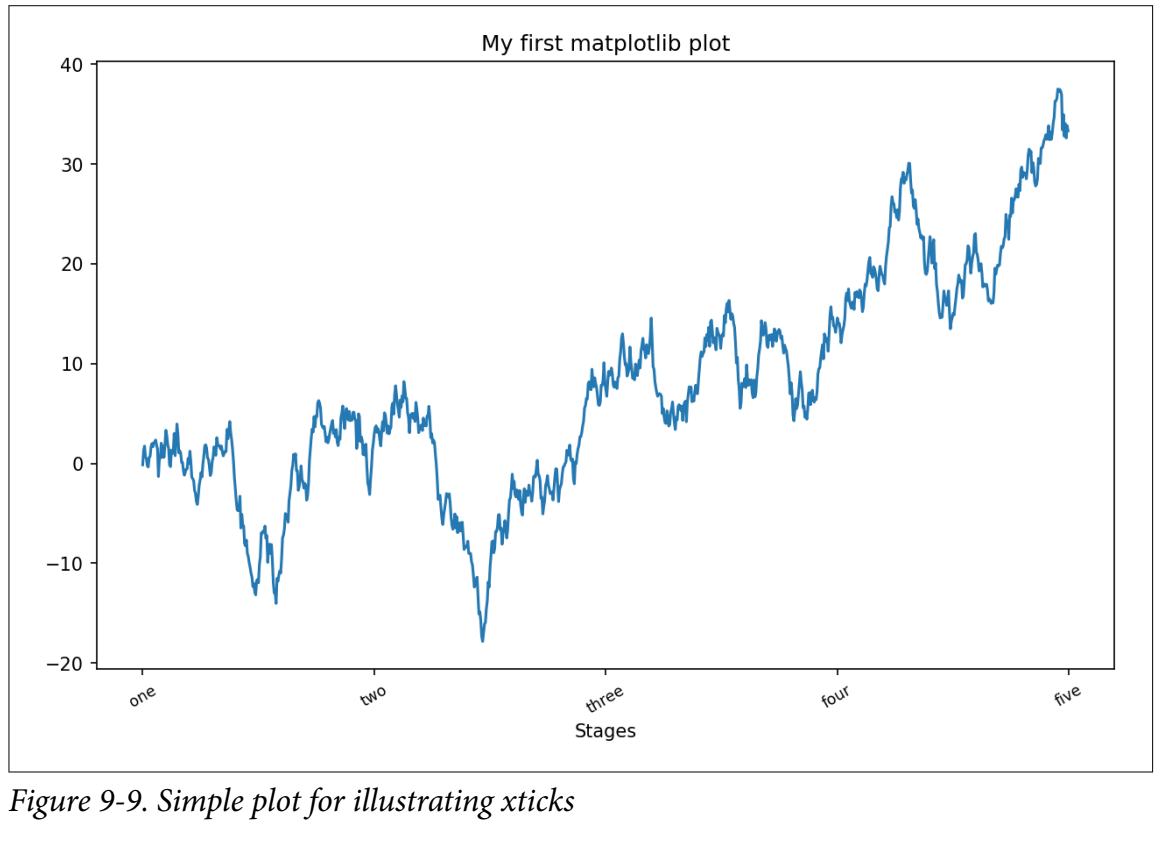 My first matplotlib plot
40
30
20
10
0
−10
−20
one two three four five
Stages
Figure 9-9. Simple plot for illustrating xticks